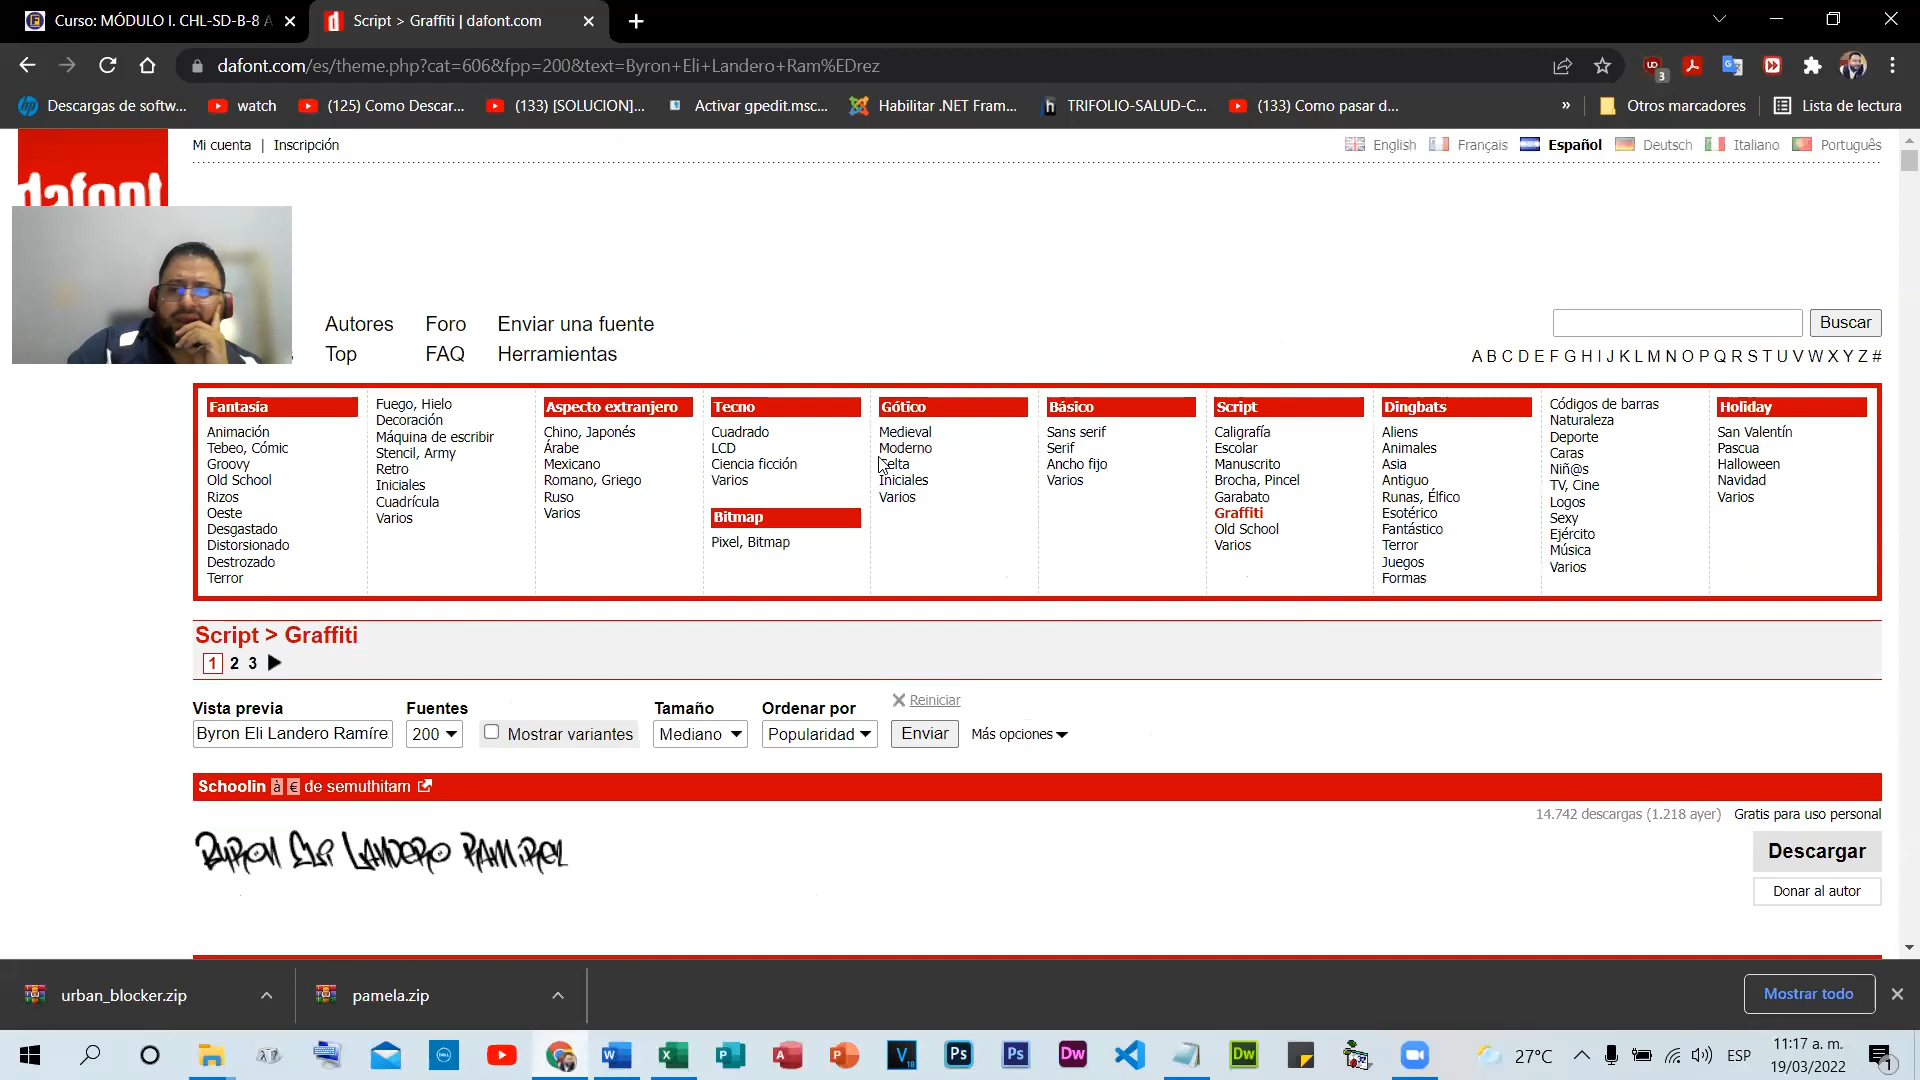 Curso: MÓDULO I. CHL-SD-B-8 A
Script > Graffiti | dafont.com
dafont.com/es/theme.php?cat=606&fpp=200&text=Byron+Eli+Landero+Ram%EDrez
3
Descargas de softw...
watch
(125) Como Descar...
(133) [SOLUCION]...
Activar gpedit.msc...
Habilitar .NET Fram...
TRIFOLIO-SALUD-C...
(133) Como pasar d...
»
Otros marcadores
Lista de lectura
dafont
Mi cuenta | Inscripción
English Français Español Deutsch Italiano Português
Autores Foro Enviar una fuente
Top FAQ Herramientas
Buscar
A B C D E F G H I J K L M N O P Q R S T U V W X Y Z #
Fantasía
Animación
Tebeo, Cómic
Groovy
Old School
Rizos
Oeste
Desgastado
Distorsionado
Destrozado
Terror
Fuego, Hielo
Decoración
Máquina de escribir
Stencil, Army
Retro
Iniciales
Cuadrícula
Varios
Aspecto extranjero
Chino, Japonés
Árabe
Mexicano
Romano, Griego
Ruso
Varios
Tecno
Cuadrado
LCD
Ciencia ficción
Varios
Bitmap
Pixel, Bitmap
Gótico
Medieval
Moderno
Celta
Iniciales
Varios
Básico
Sans serif
Serif
Ancho fijo
Varios
Script
Caligrafía
Escolar
Manuscrito
Brocha, Pincel
Garabato
Graffiti
Old School
Varios
Dingbats
Aliens
Animales
Asia
Antiguo
Runas, Élfico
Esotérico
Fantástico
Terror
Juegos
Formas
Códigos de barras
Naturaleza
Deporte
Caras
Niñ@s
TV, Cine
Logos
Sexy
Ejército
Música
Varios
Holiday
San Valentín
Pascua
Halloween
Navidad
Varios
Script > Graffiti
1 2 3
Vista previa
Byron Eli Landero Ramíre
Fuentes
200
Mostrar variantes
Tamaño
Mediano
Ordenar por
Popularidad
Reiniciar
Enviar
Más opciones
Schoolin à € de semuthitam
14.742 descargas (1.218 ayer) Gratis para uso personal
Byron Eli Landero Ramirez
Descargar
Donar al autor
urban_blocker.zip
pamela.zip
Mostrar todo
27°C
ESP
11:17 a. m.
19/03/2022
1